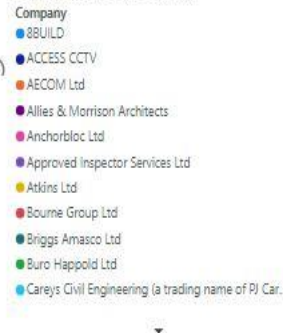 Company
8BUILD
ACCESS CCTV
AECOM Ltd
Allies & Morrison Architects
Anchorbloc Ltd
Approved Inspector Services Ltd
Atkins Ltd
Bourne Group Ltd
Briggs Amasco Ltd
Buro Happold Ltd
Careys Civil Engineering (a trading name of PJ Car.